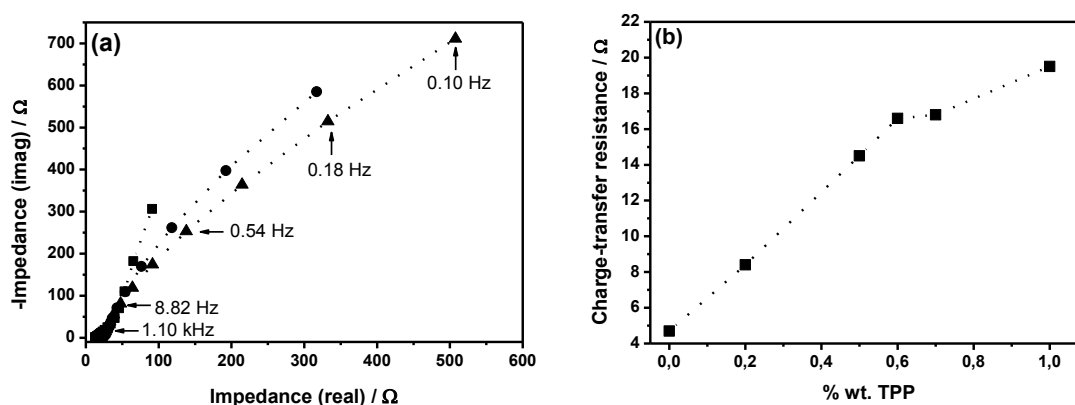 (a)
-Impedance (imag) / Ω
700
600
500
400
300
200
100
0
0.10 Hz
0.18 Hz
0.54 Hz
8.82 Hz
1.10 kHz
0 100 200 300 400 500 600
Impedance (real) / Ω
(b)
Charge-transfer resistance / Ω
22
20
18
16
14
12
10
8
6
4
0,0 0,2 0,4 0,6 0,8 1,0
% wt. TPP